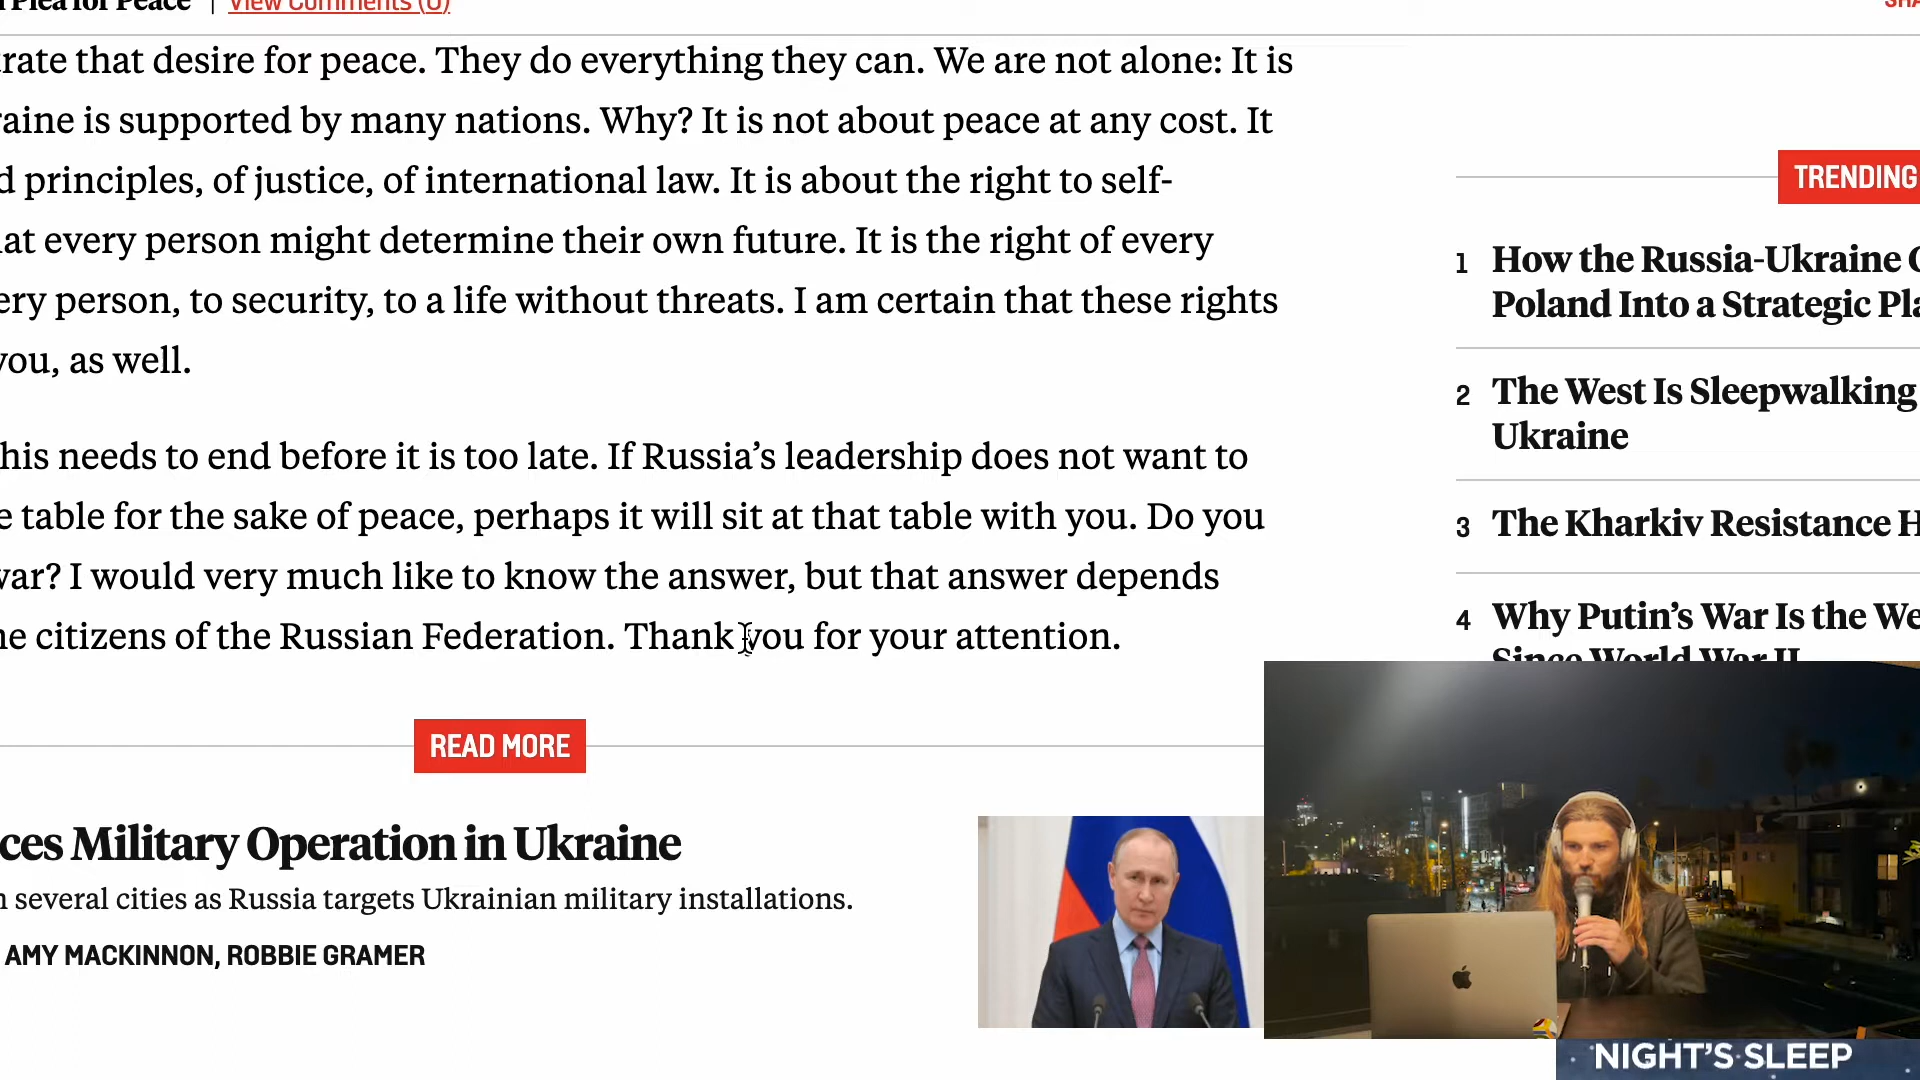 Plea for Peace | View Comments (0)
rate that desire for peace. They do everything they can. We are not alone: It is
raine is supported by many nations. Why? It is not about peace at any cost. It
d principles, of justice, of international law. It is about the right to self-
at every person might determine their own future. It is the right of every
ery person, to security, to a life without threats. I am certain that these rights
you, as well.
his needs to end before it is too late. If Russia’s leadership does not want to
e table for the sake of peace, perhaps it will sit at that table with you. Do you
war? I would very much like to know the answer, but that answer depends
he citizens of the Russian Federation. Thank you for your attention.
READ MORE
ces Military Operation in Ukraine
n several cities as Russia targets Ukrainian military installations.
AMY MACKINNON, ROBBIE GRAMER
SHA
TRENDING
1 How the Russia-Ukraine C
Poland Into a Strategic Pla
2 The West Is Sleepwalking
Ukraine
3 The Kharkiv Resistance H
4 Why Putin’s War Is the We
Since World War II
NIGHT’S SLEEP